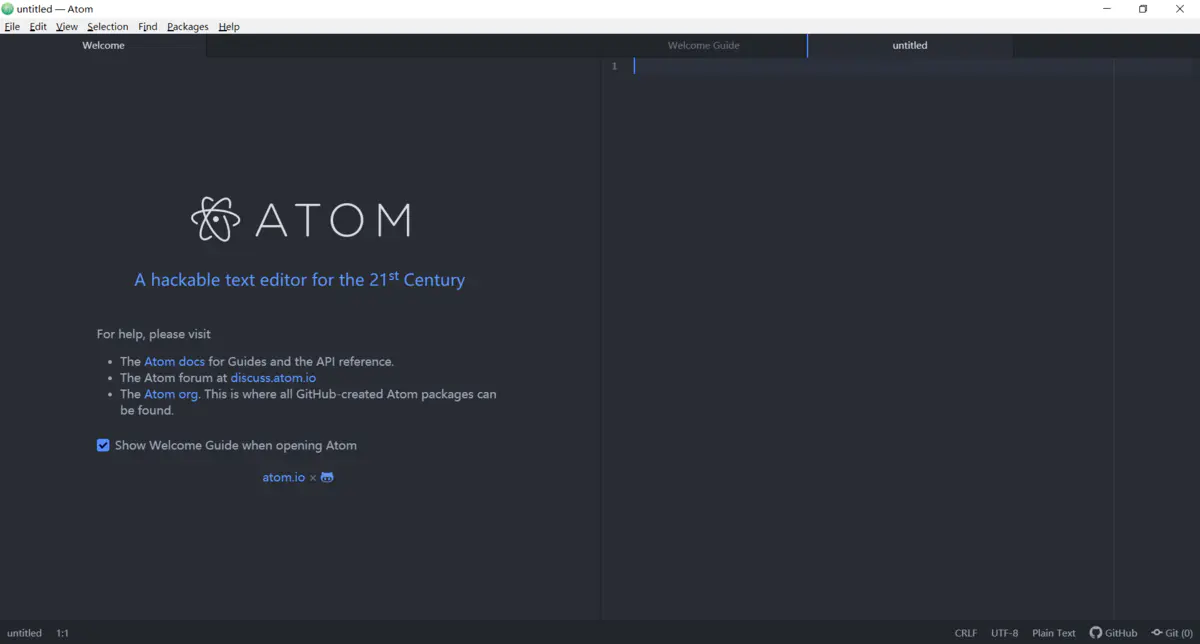 untitled — Atom
File Edit View Selection Find Packages Help
Welcome
Welcome Guide
untitled
1
ATOM
A hackable text editor for the 21st Century
For help, please visit
• The Atom docs for Guides and the API reference.
• The Atom forum at discuss.atom.io
• The Atom org. This is where all GitHub-created Atom packages can
be found.
Show Welcome Guide when opening Atom
atom.io ×
untitled 1:1
CRLF UTF-8 Plain Text GitHub Git (0)